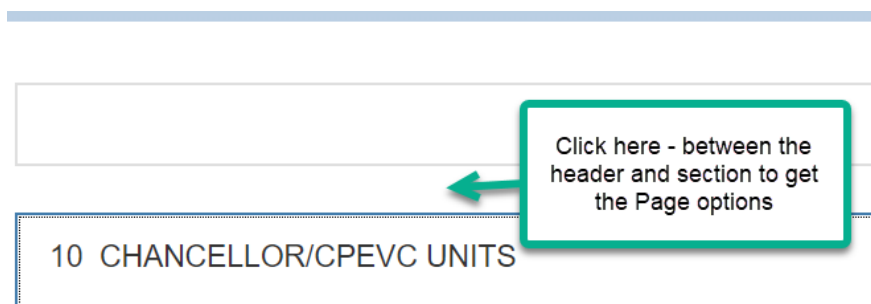 Click here - between the
header and section to get
the Page options
10 CHANCELLOR/CPEVC UNITS